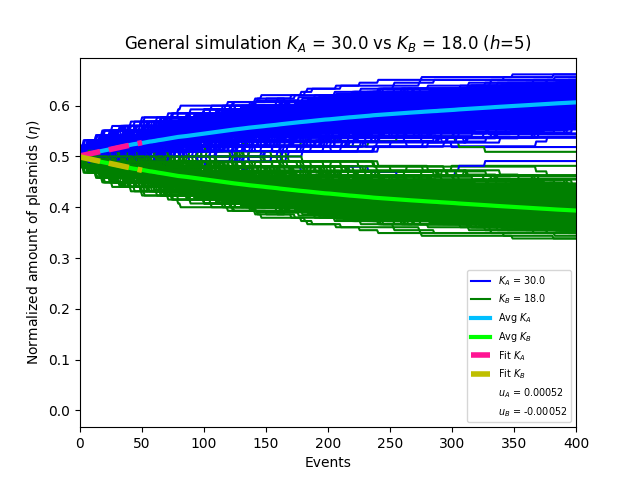 General simulation K_A = 30.0 vs K_B = 18.0 (h=5)
Normalized amount of plasmids (η)
0.6
0.5
0.4
0.3
0.2
0.1
0.0
K_A = 30.0
K_B = 18.0
Avg K_A
Avg K_B
Fit K_A
Fit K_B
u_A = 0.00052
u_B = -0.00052
0 50 100 150 200 250 300 350 400
Events